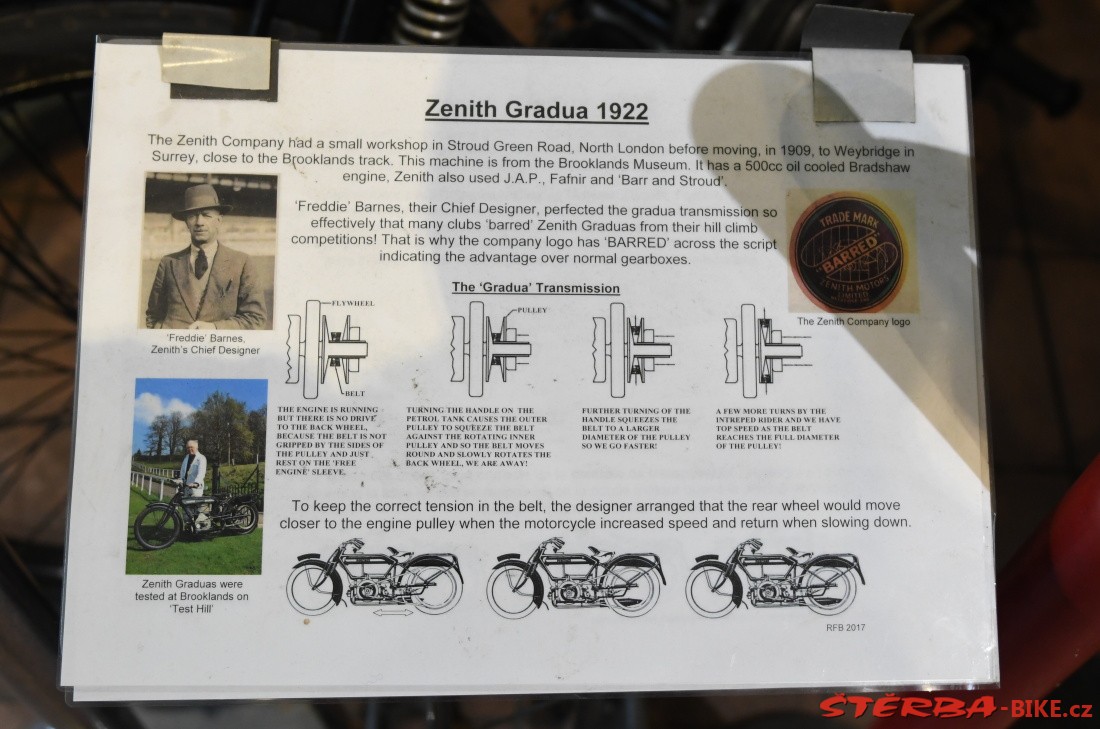 Zenith Gradua 1922
The Zenith Company had a small workshop in Stroud Green Road, North London before moving, in 1909, to Weybridge in
Surrey, close to the Brooklands track. This machine is from the Brooklands Museum. It has a 500cc oil cooled Bradshaw
engine, Zenith also used J.A.P., Fafnir and 'Barr and Stroud'.
'Freddie' Barnes, their Chief Designer, perfected the gradua transmission so
effectively that many clubs 'barred' Zenith Graduas from their hill climb
competitions! That is why the company logo has 'BARRED' across the script
indicating the advantage over normal gearboxes.
TRADE MARK
"BARRED"
ZENITH MOTORS
LIMITED
The Zenith Company logo
'Freddie' Barnes,
Zenith's Chief Designer
The 'Gradua' Transmission
FLYWHEEL
PULLEY
BELT
THE ENGINE IS RUNNING
BUT THERE IS NO DRIVE
TO THE BACK WHEEL,
BECAUSE THE BELT IS NOT
GRIPPED BY THE SIDES OF
THE PULLEY AND JUST
REST ON THE 'FREE
ENGINE' SLEEVE.
TURNING THE HANDLE ON THE
PETROL TANK CAUSES THE OUTER
PULLEY TO SQUEEZE THE BELT
AGAINST THE ROTATING INNER
PULLEY AND SO THE BELT MOVES
ROUND AND SLOWLY ROTATES THE
BACK WHEEL, WE ARE AWAY!
FURTHER TURNING OF THE
HANDLE SQUEEZES THE
BELT TO A LARGER
DIAMETER OF THE PULLEY
SO WE GO FASTER!
A FEW MORE TURNS BY THE
INTREPED RIDER AND WE HAVE
TOP SPEED AS THE BELT
REACHES THE FULL DIAMETER
OF THE PULLEY!
To keep the correct tension in the belt, the designer arranged that the rear wheel would move
closer to the engine pulley when the motorcycle increased speed and return when slowing down.
Zenith Graduas were
tested at Brooklands on
'Test Hill'
RFB 2017
ŠTĚRBA-BIKE.cz